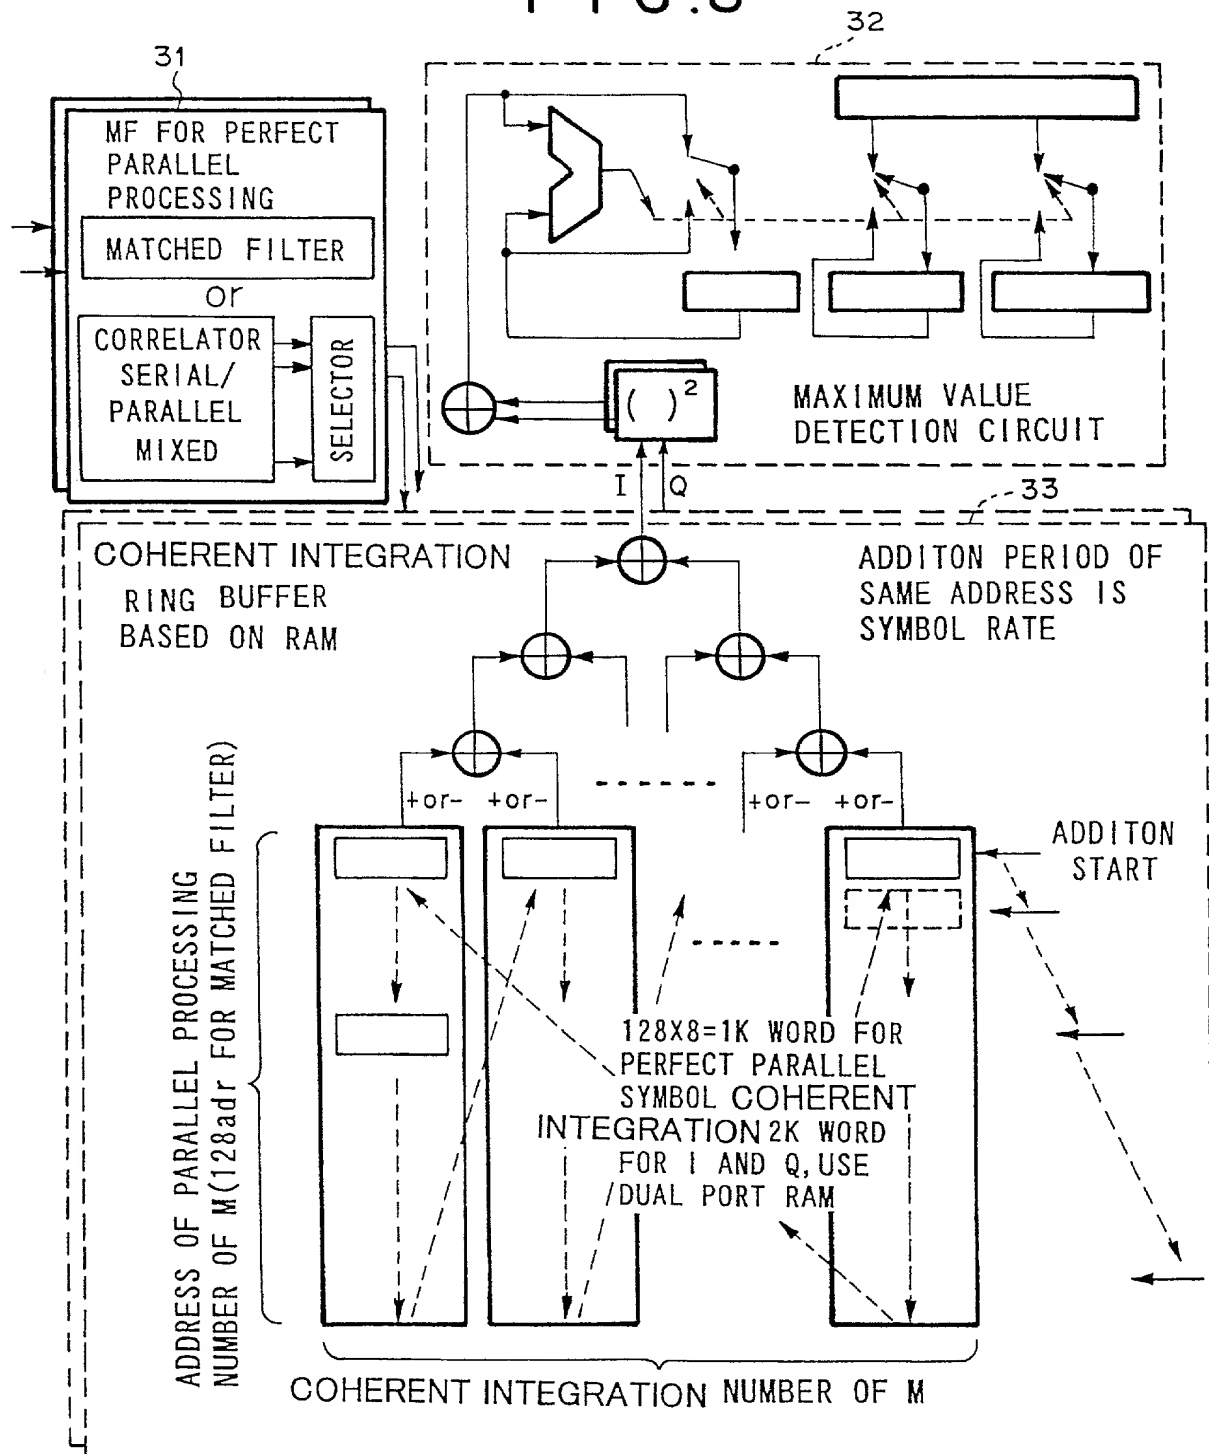 32
31
MF FOR PERFECT
PARALLEL
PROCESSING
MATCHED FILTER
or
CORRELATOR
SERIAL/
PARALLEL
MIXED
SELECTOR
( )²
MAXIMUM VALUE
DETECTION CIRCUIT
I Q
33
COHERENT INTEGRATION
RING BUFFER
BASED ON RAM
ADDITON PERIOD OF
SAME ADDRESS IS
SYMBOL RATE
+or- +or- +or- +or-
ADDITON
START
ADDRESS OF PARALLEL PROCESSING
NUMBER OF M(128adr FOR MATCHED FILTER)
128X8=1K WORD FOR
PERFECT PARALLEL
SYMBOL COHERENT
INTEGRATION 2K WORD
FOR I AND Q, USE
DUAL PORT RAM
COHERENT INTEGRATION NUMBER OF M